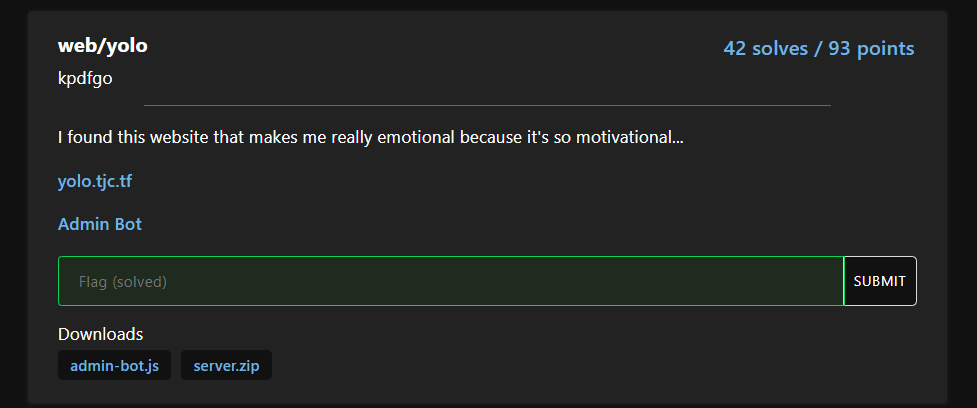 web/yolo
42 solves / 93 points
kpdfgo
I found this website that makes me really emotional because it's so motivational...
yolo.tjc.tf
Admin Bot
Flag (solved)
SUBMIT
Downloads
admin-bot.js
server.zip